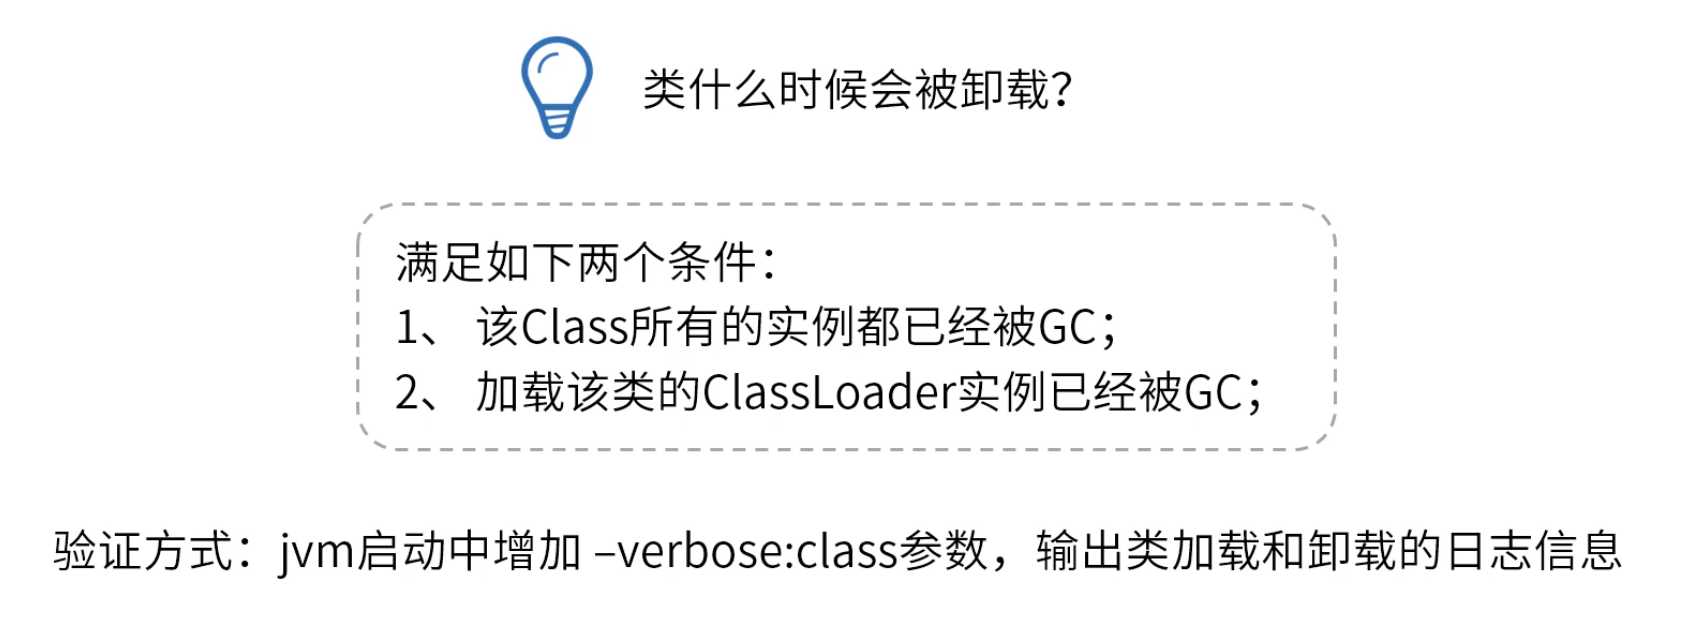 类什么时候会被卸载？
满足如下两个条件：
1、 该Class所有的实例都已经被GC；
2、 加载该类的ClassLoader实例已经被GC；
验证方式：jvm启动中增加 –verbose:class参数，输出类加载和卸载的日志信息